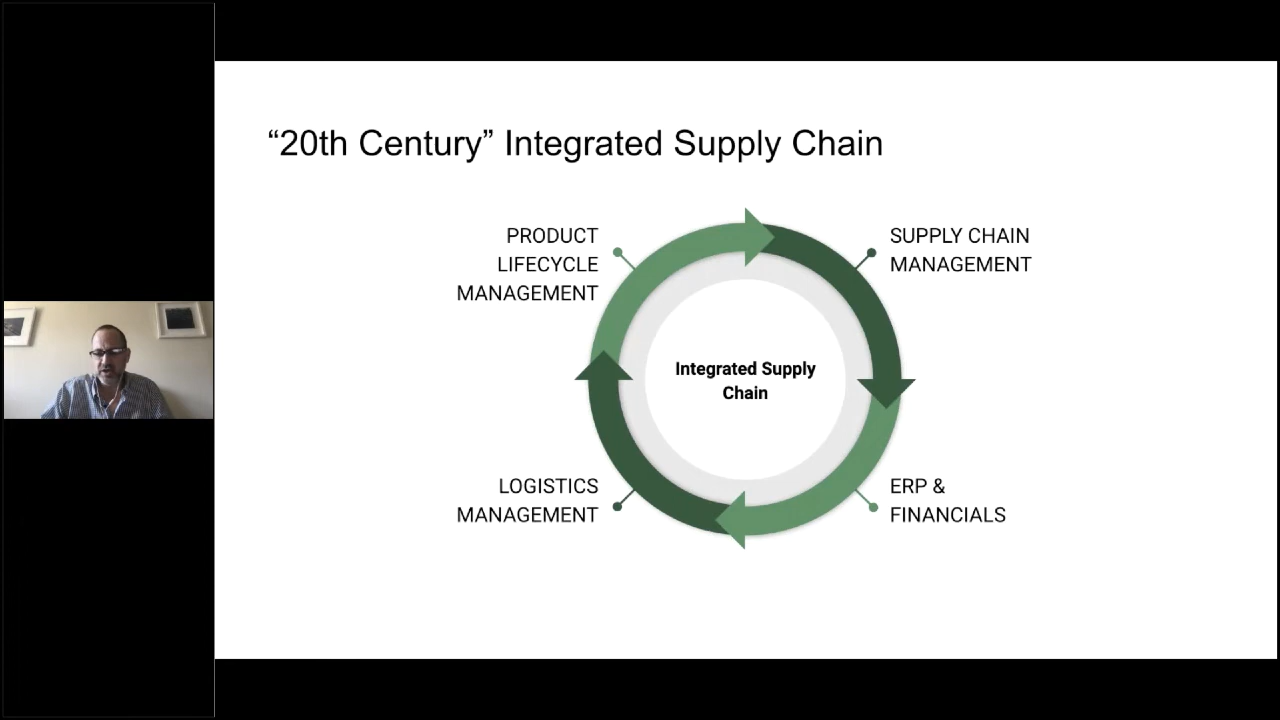 “20th Century” Integrated Supply Chain
PRODUCT
LIFECYCLE
MANAGEMENT
SUPPLY CHAIN
MANAGEMENT
Integrated Supply
Chain
LOGISTICS
MANAGEMENT
ERP &
FINANCIALS